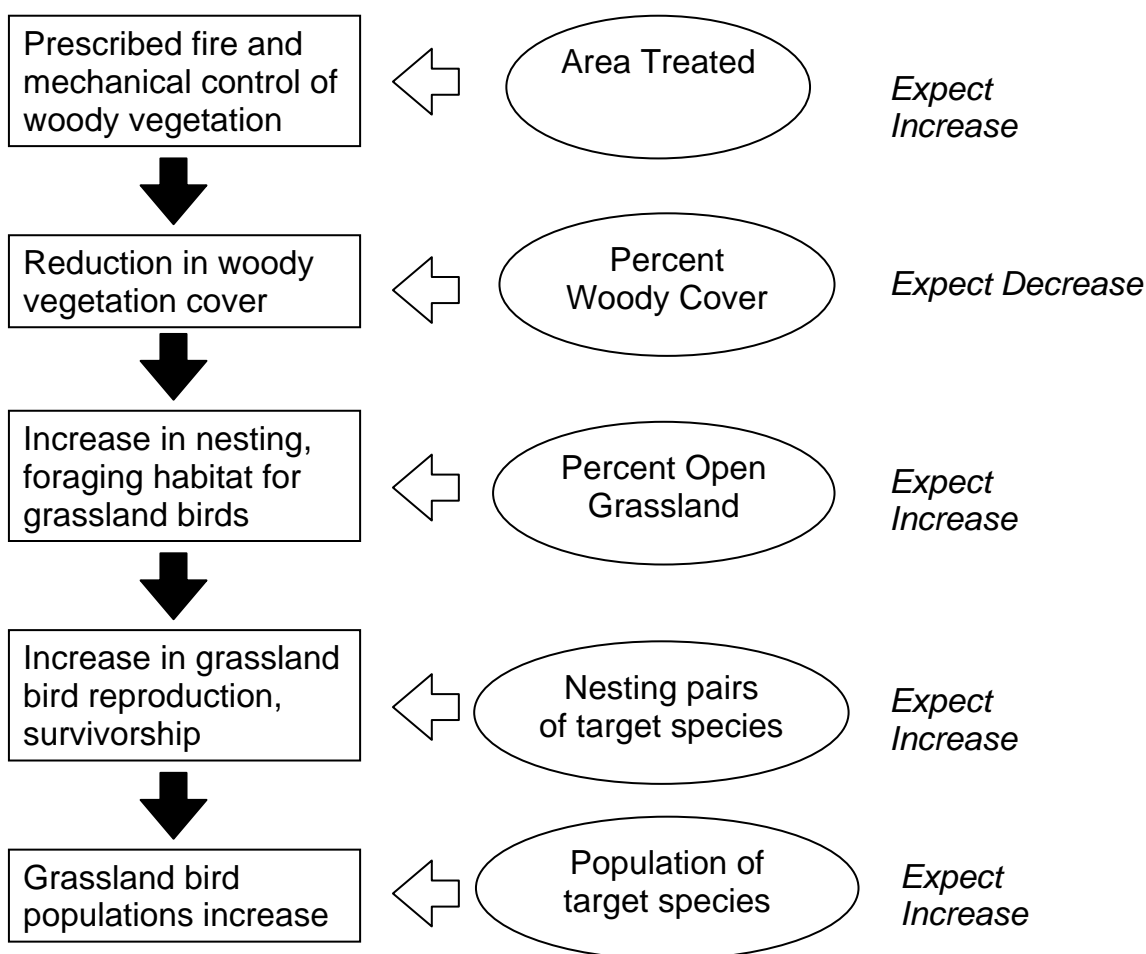 Prescribed fire and
mechanical control of
woody vegetation
Area Treated
Expect
Increase
Reduction in woody
vegetation cover
Percent
Woody Cover
Expect Decrease
Increase in nesting,
foraging habitat for
grassland birds
Percent Open
Grassland
Expect
Increase
Increase in grassland
bird reproduction,
survivorship
Nesting pairs
of target species
Expect
Increase
Grassland bird
populations increase
Population of
target species
Expect
Increase